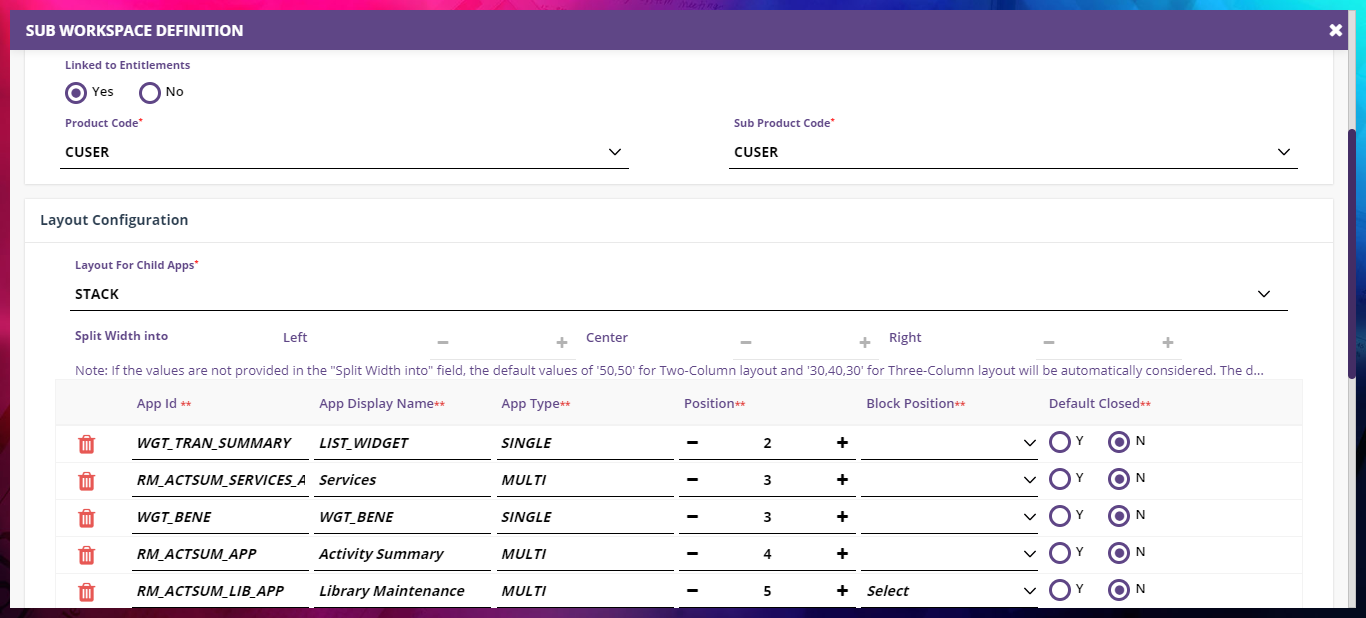 SUB WORKSPACE DEFINITION
Linked to Entitlements
Yes No
Product Code* Sub Product Code*
CUSER CUSER
Layout Configuration
Layout For Child Apps*
STACK
Split Width into Left Center Right
Note: If the values are not provided in the "Split Width into" field, the default values of '50,50' for Two-Column layout and '30,40,30' for Three-Column layout will be automatically considered. The d...
App Id ** App Display Name** App Type** Position** Block Position** Default Closed**
WGT_TRAN_SUMMARY LIST_WIDGET SINGLE 2 Y N
RM_ACTSUM_SERVICES_A Services MULTI 3 Y N
WGT_BENE WGT_BENE SINGLE 3 Y N
RM_ACTSUM_APP Activity Summary MULTI 4 Y N
RM_ACTSUM_LIB_APP Library Maintenance MULTI 5 Select Y N